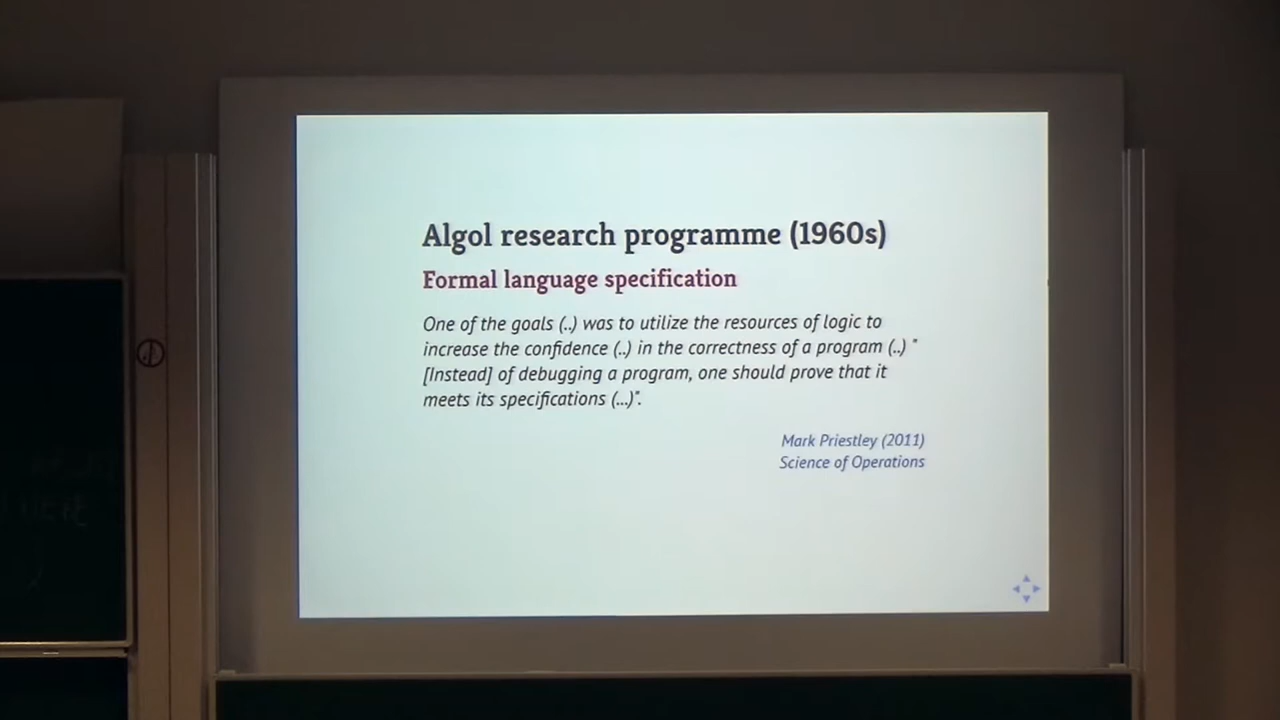 Algol research programme (1960s)
Formal language specification
One of the goals (..) was to utilize the resources of logic to
increase the confidence (..) in the correctness of a program (..) "
[Instead] of debugging a program, one should prove that it
meets its specifications (...)".
Mark Priestley (2011)
Science of Operations